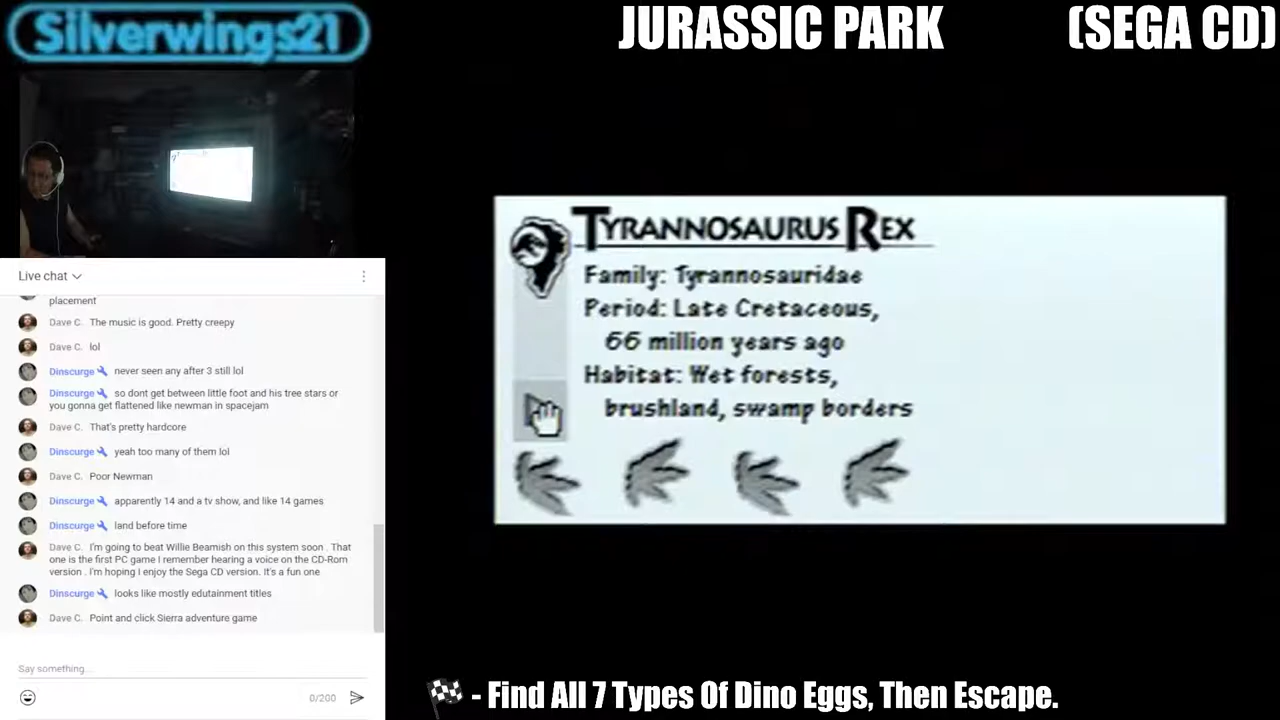 Silverwings21
JURASSIC PARK (SEGA CD)
Live chat
placement
Dave C. The music is good. Pretty creepy
Dave C. lol
Dinscurge never seen any after 3 still lol
Dinscurge so dont get between little foot and his tree stars or
you gonna get flattened like newman in spacejam
Dave C. That's pretty hardcore
Dinscurge yeah too many of them lol
Dave C. Poor Newman
Dinscurge apparently 14 and a tv show, and like 14 games
Dinscurge land before time
Dave C. I'm going to beat Willie Beamish on this system soon . That
one is the first PC game I remember hearing a voice on the CD-Rom
version . I'm hoping I enjoy the Sega CD version. It's a fun one
Dinscurge looks like mostly edutainment titles
Dave C. Point and click Sierra adventure game
Say something...
0/200
TYRANNOSAURUS REX
Family: Tyrannosauridae
Period: Late Cretaceous,
66 million years ago
Habitat: Wet forests,
brushland, swamp borders
- Find All 7 Types Of Dino Eggs, Then Escape.